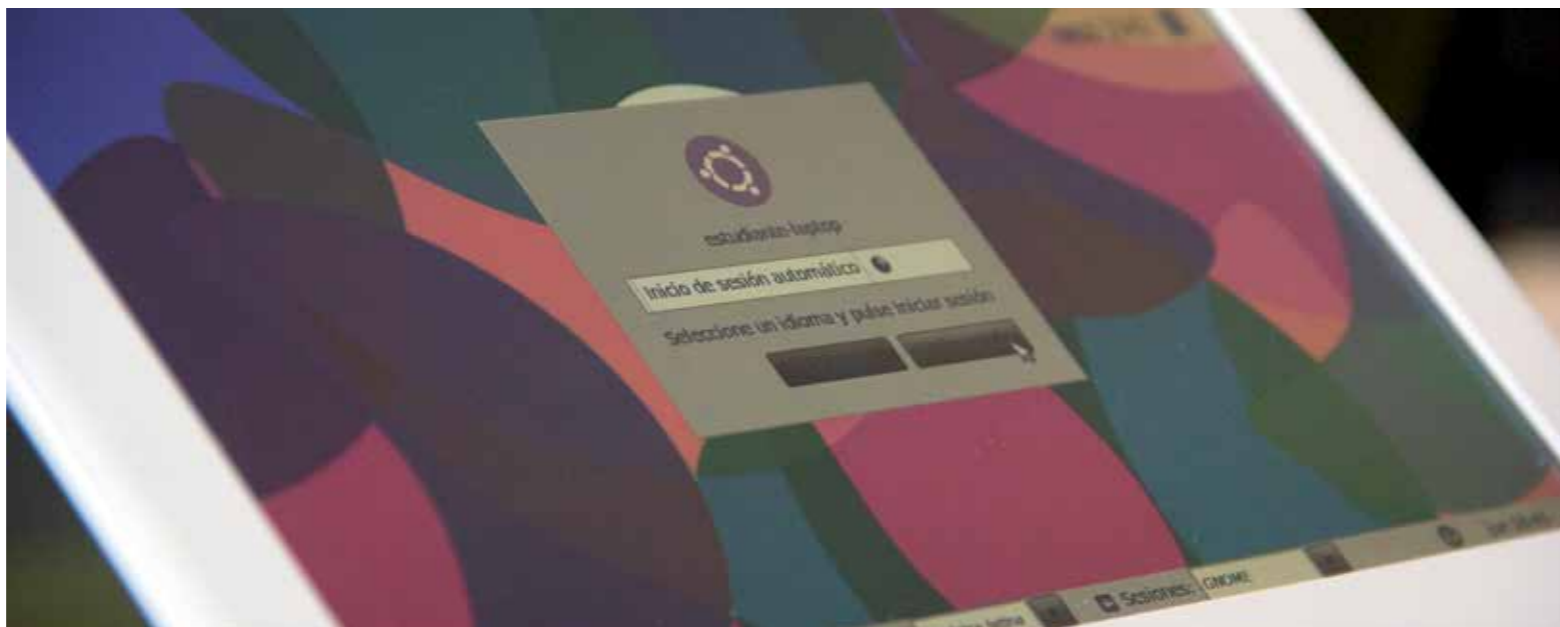 estudiante-laptop
Inicio de sesión automático
Seleccione un idioma y pulse Iniciar sesión
Sesiones: GNOME